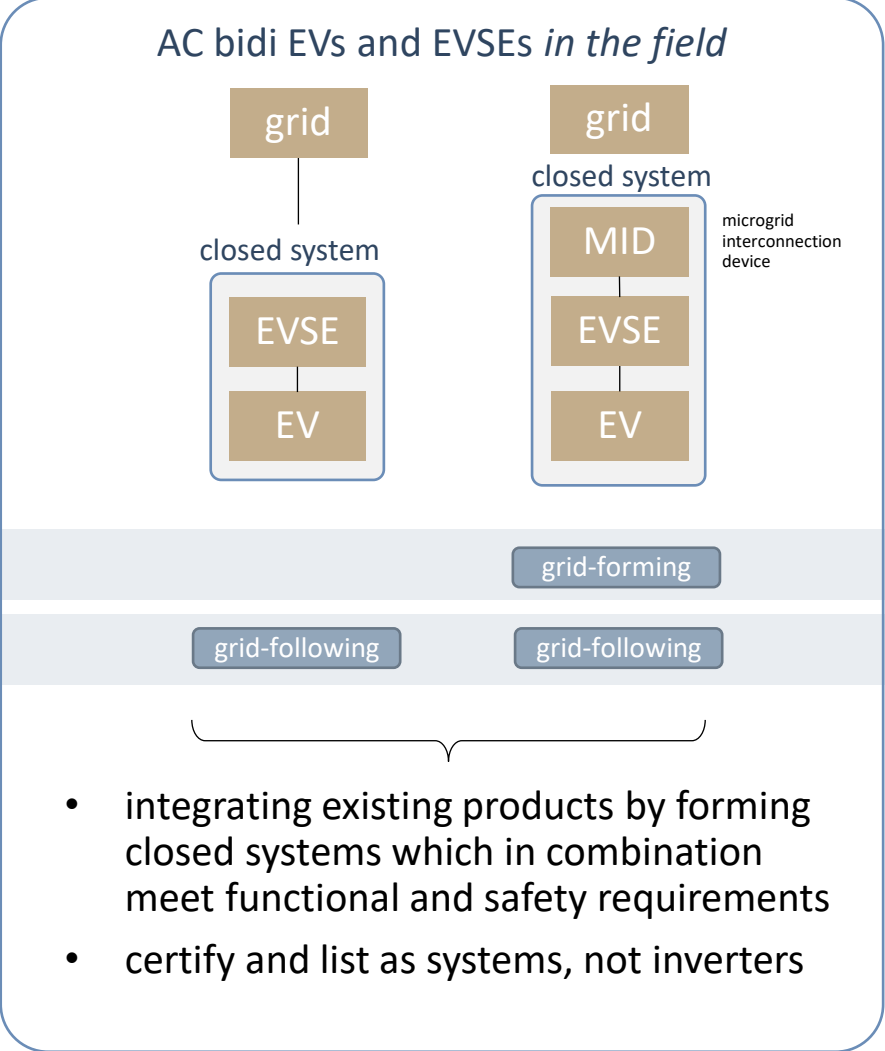 AC bidi EVs and EVSEs in the field
grid
closed system
EVSE
EV
grid
closed system
MID
microgrid
interconnection
device
EVSE
EV
grid-forming
grid-following
grid-following
• integrating existing products by forming
closed systems which in combination
meet functional and safety requirements
• certify and list as systems, not inverters